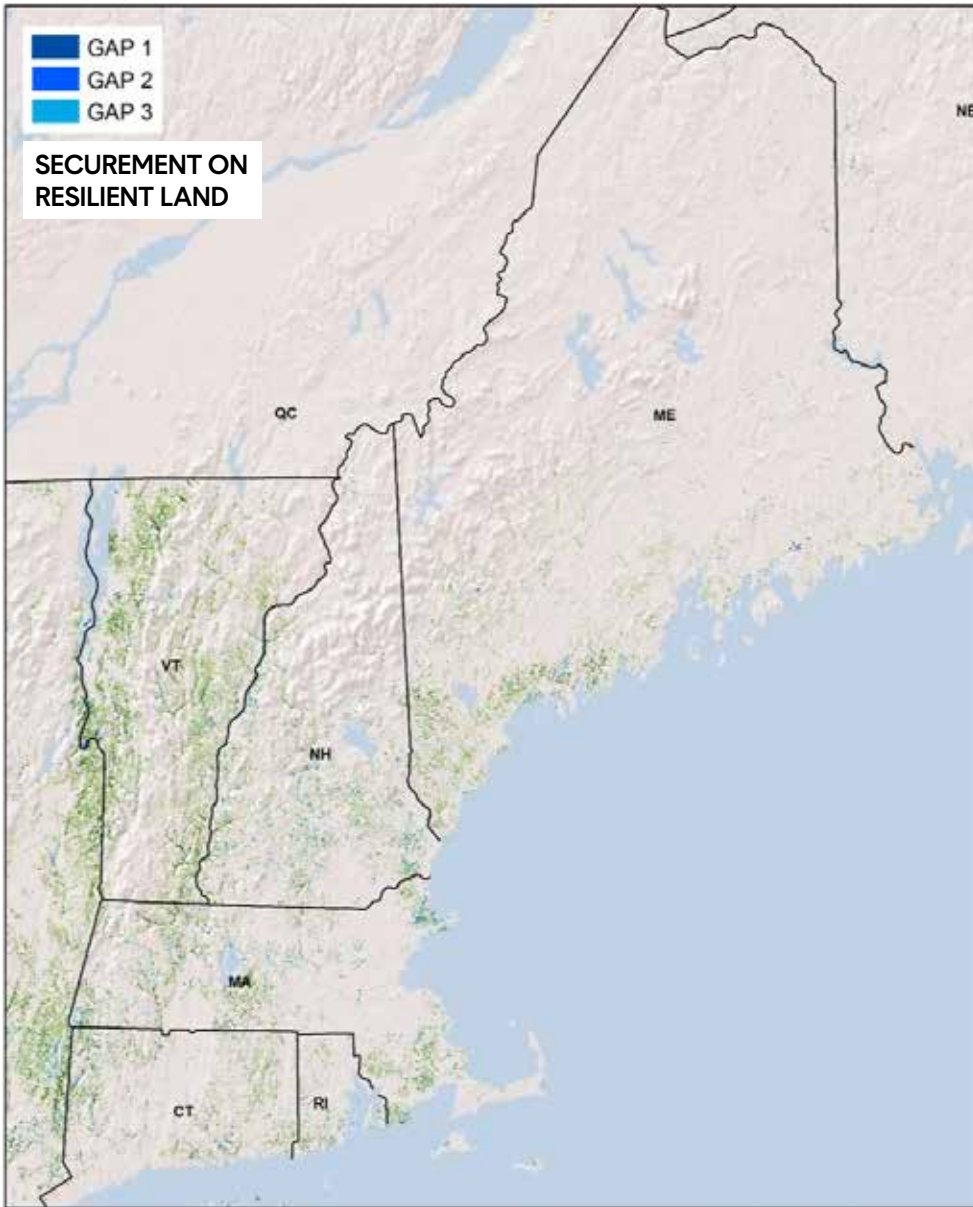 GAP 1
GAP 2
GAP 3
SECUREMENT ON
RESILIENT LAND
NB
QC
ME
VT
NH
MA
CT
RI